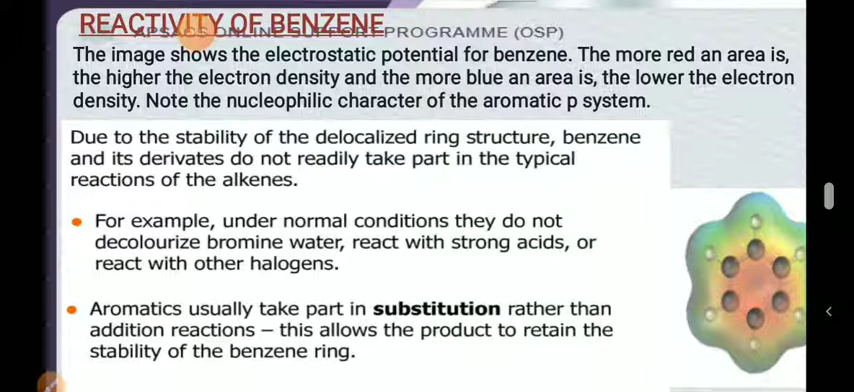 REACTIVITY OF BENZENE
APSACS ONLINE SUPPORT PROGRAMME (OSP)
The image shows the electrostatic potential for benzene. The more red an area is,
the higher the electron density and the more blue an area is, the lower the electron
density. Note the nucleophilic character of the aromatic p system.
Due to the stability of the delocalized ring structure, benzene
and its derivates do not readily take part in the typical
reactions of the alkenes.
• For example, under normal conditions they do not
decolourize bromine water, react with strong acids, or
react with other halogens.
• Aromatics usually take part in substitution rather than
addition reactions – this allows the product to retain the
stability of the benzene ring.